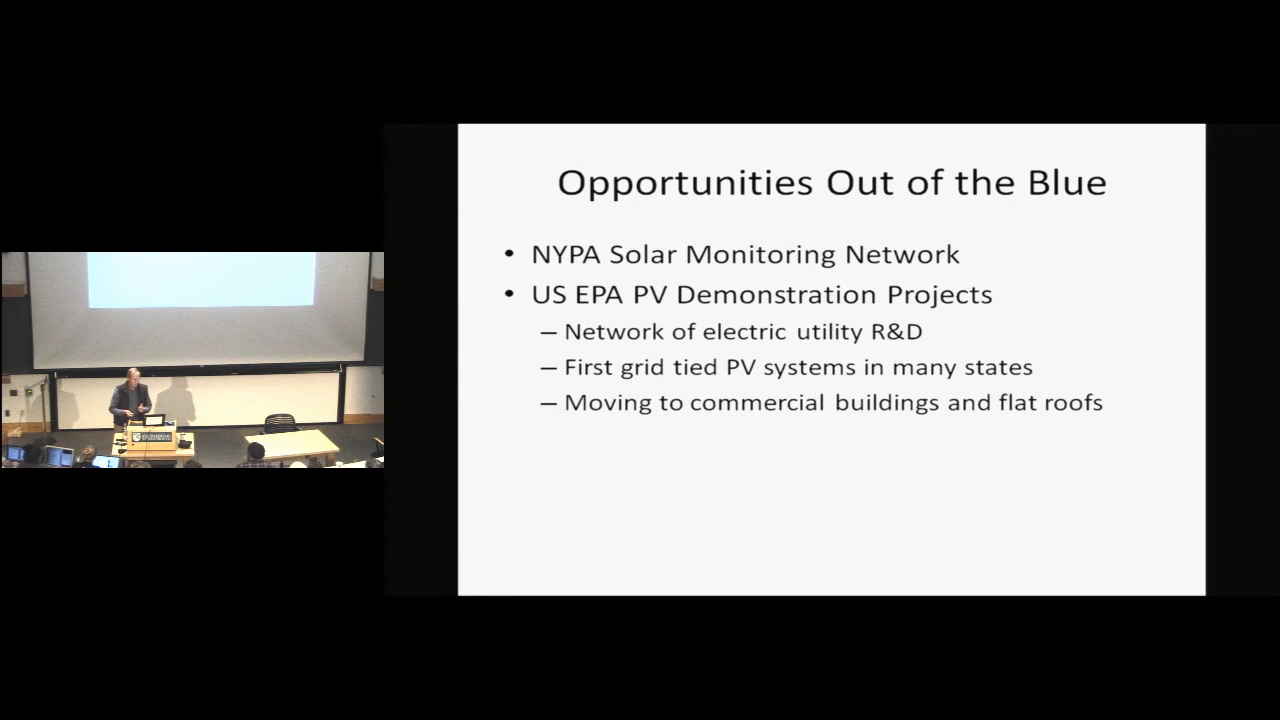 Opportunities Out of the Blue
• NYPA Solar Monitoring Network
• US EPA PV Demonstration Projects
– Network of electric utility R&D
– First grid tied PV systems in many states
– Moving to commercial buildings and flat roofs